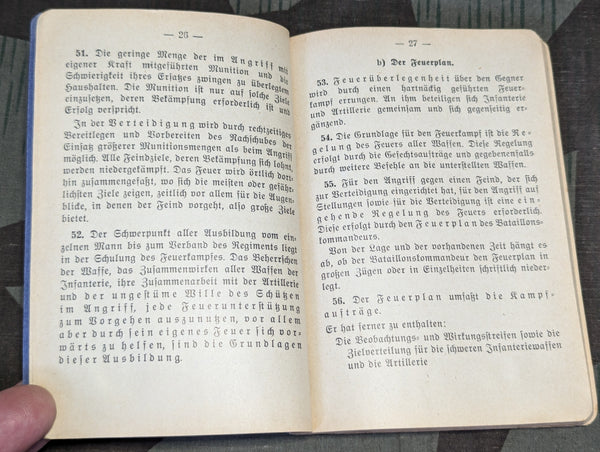 — 26 —
51. Die geringe Menge der im Angriff mit
eigener Kraft mitgeführten Munition und die
Schwierigkeit ihres Ersatzes zwingen zu überlegtem
Haushalten. Die Munition ist nur auf solche Ziele
einzusetzen, deren Bekämpfung erforderlich ist und
Erfolg verspricht.
In der Verteidigung wird durch rechtzeitiges
Bereitlegen und Vorbereiten des Nachschubes der
Einsatz größerer Munitionsmengen als beim Angriff
möglich. Alle Feindziele, deren Bekämpfung sich lohnt,
werden niedergekämpft. Das Feuer wird örtlich dort-
hin zusammengefaßt, wo sich die meisten oder gefähr-
lichsten Ziele zeigen, zeitlich vor allem für die Augen-
blicke, in denen der Feind vorgeht, also große Ziele
bietet.
52. Der Schwerpunkt aller Ausbildung vom ein-
zelnen Mann bis zum Verband des Regiments liegt
in der Schulung des Feuerkampfes. Das Beherrschen
der Waffe, das Zusammenwirken aller Waffen der
Infanterie, ihre Zusammenarbeit mit der Artillerie
und der ungestüme Wille des Schützen
im Angriff, jede Feuerunterstützung
zum Vorgehen auszunutzen, vor allem
aber durch sein eigenes Feuer sich vor-
wärts zu helfen, sind die Grundlagen
dieser Ausbildung.
— 27 —
b) Der Feuerplan.
53. Feuerüberlegenheit über den Gegner
wird durch einen hartnäckig geführten Feuer-
kampf errungen. An ihm beteiligen sich Infanterie
und Artillerie gemeinsam und sich gegenseitig er-
gänzend.
54. Die Grundlage für den Feuerkampf ist die Re-
gelung des Feuers aller Waffen. Diese Regelung
erfolgt durch die Gefechtsaufträge und gegebenenfalls
durch weitere Befehle an die unterstellten Waffen.
55. Für den Angriff gegen einen Feind, der sich
zur Verteidigung eingerichtet hat, für den Angriff auf
Stellungen sowie für die Verteidigung ist eine ein-
gehende Regelung des Feuers erforderlich.
Diese erfolgt durch den Feuerplan des Bataillons-
kommandeurs.
Von der Lage und der vorhandenen Zeit hängt es
ab, ob der Bataillonskommandeur den Feuerplan in
großen Zügen oder in Einzelheiten schriftlich nieder-
legt.
56. Der Feuerplan umfaßt die Kampf-
aufträge.
Er hat ferner zu enthalten:
Die Beobachtungs- und Wirkungsstreifen sowie die
Zielverteilung für die schweren Infanteriewaffen
und die Artillerie